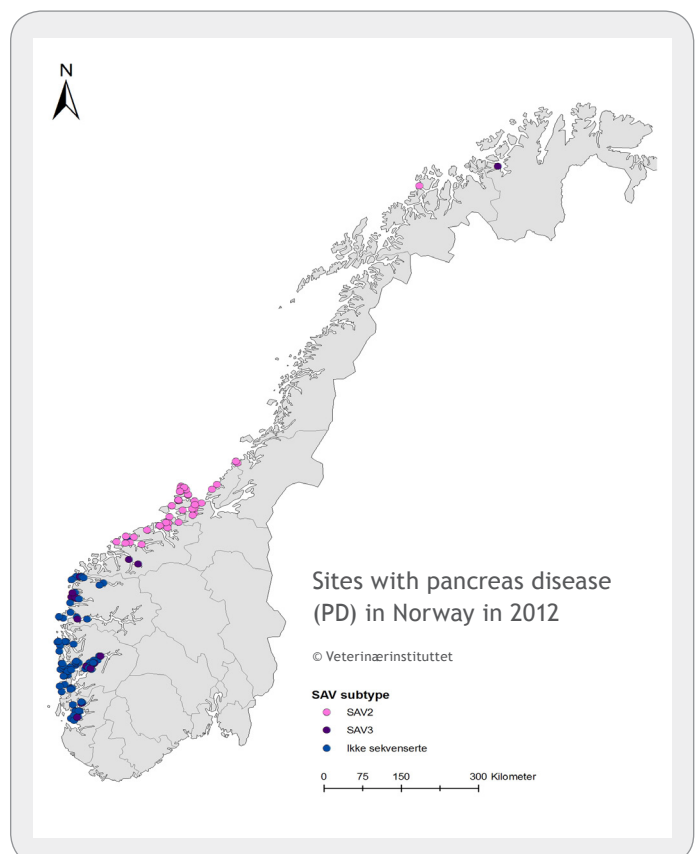 N
Sites with pancreas disease
(PD) in Norway in 2012
© Veterinærinstituttet
SAV subtype
SAV2
SAV3
Ikke sekvenserte
0 75 150 300 Kilometer